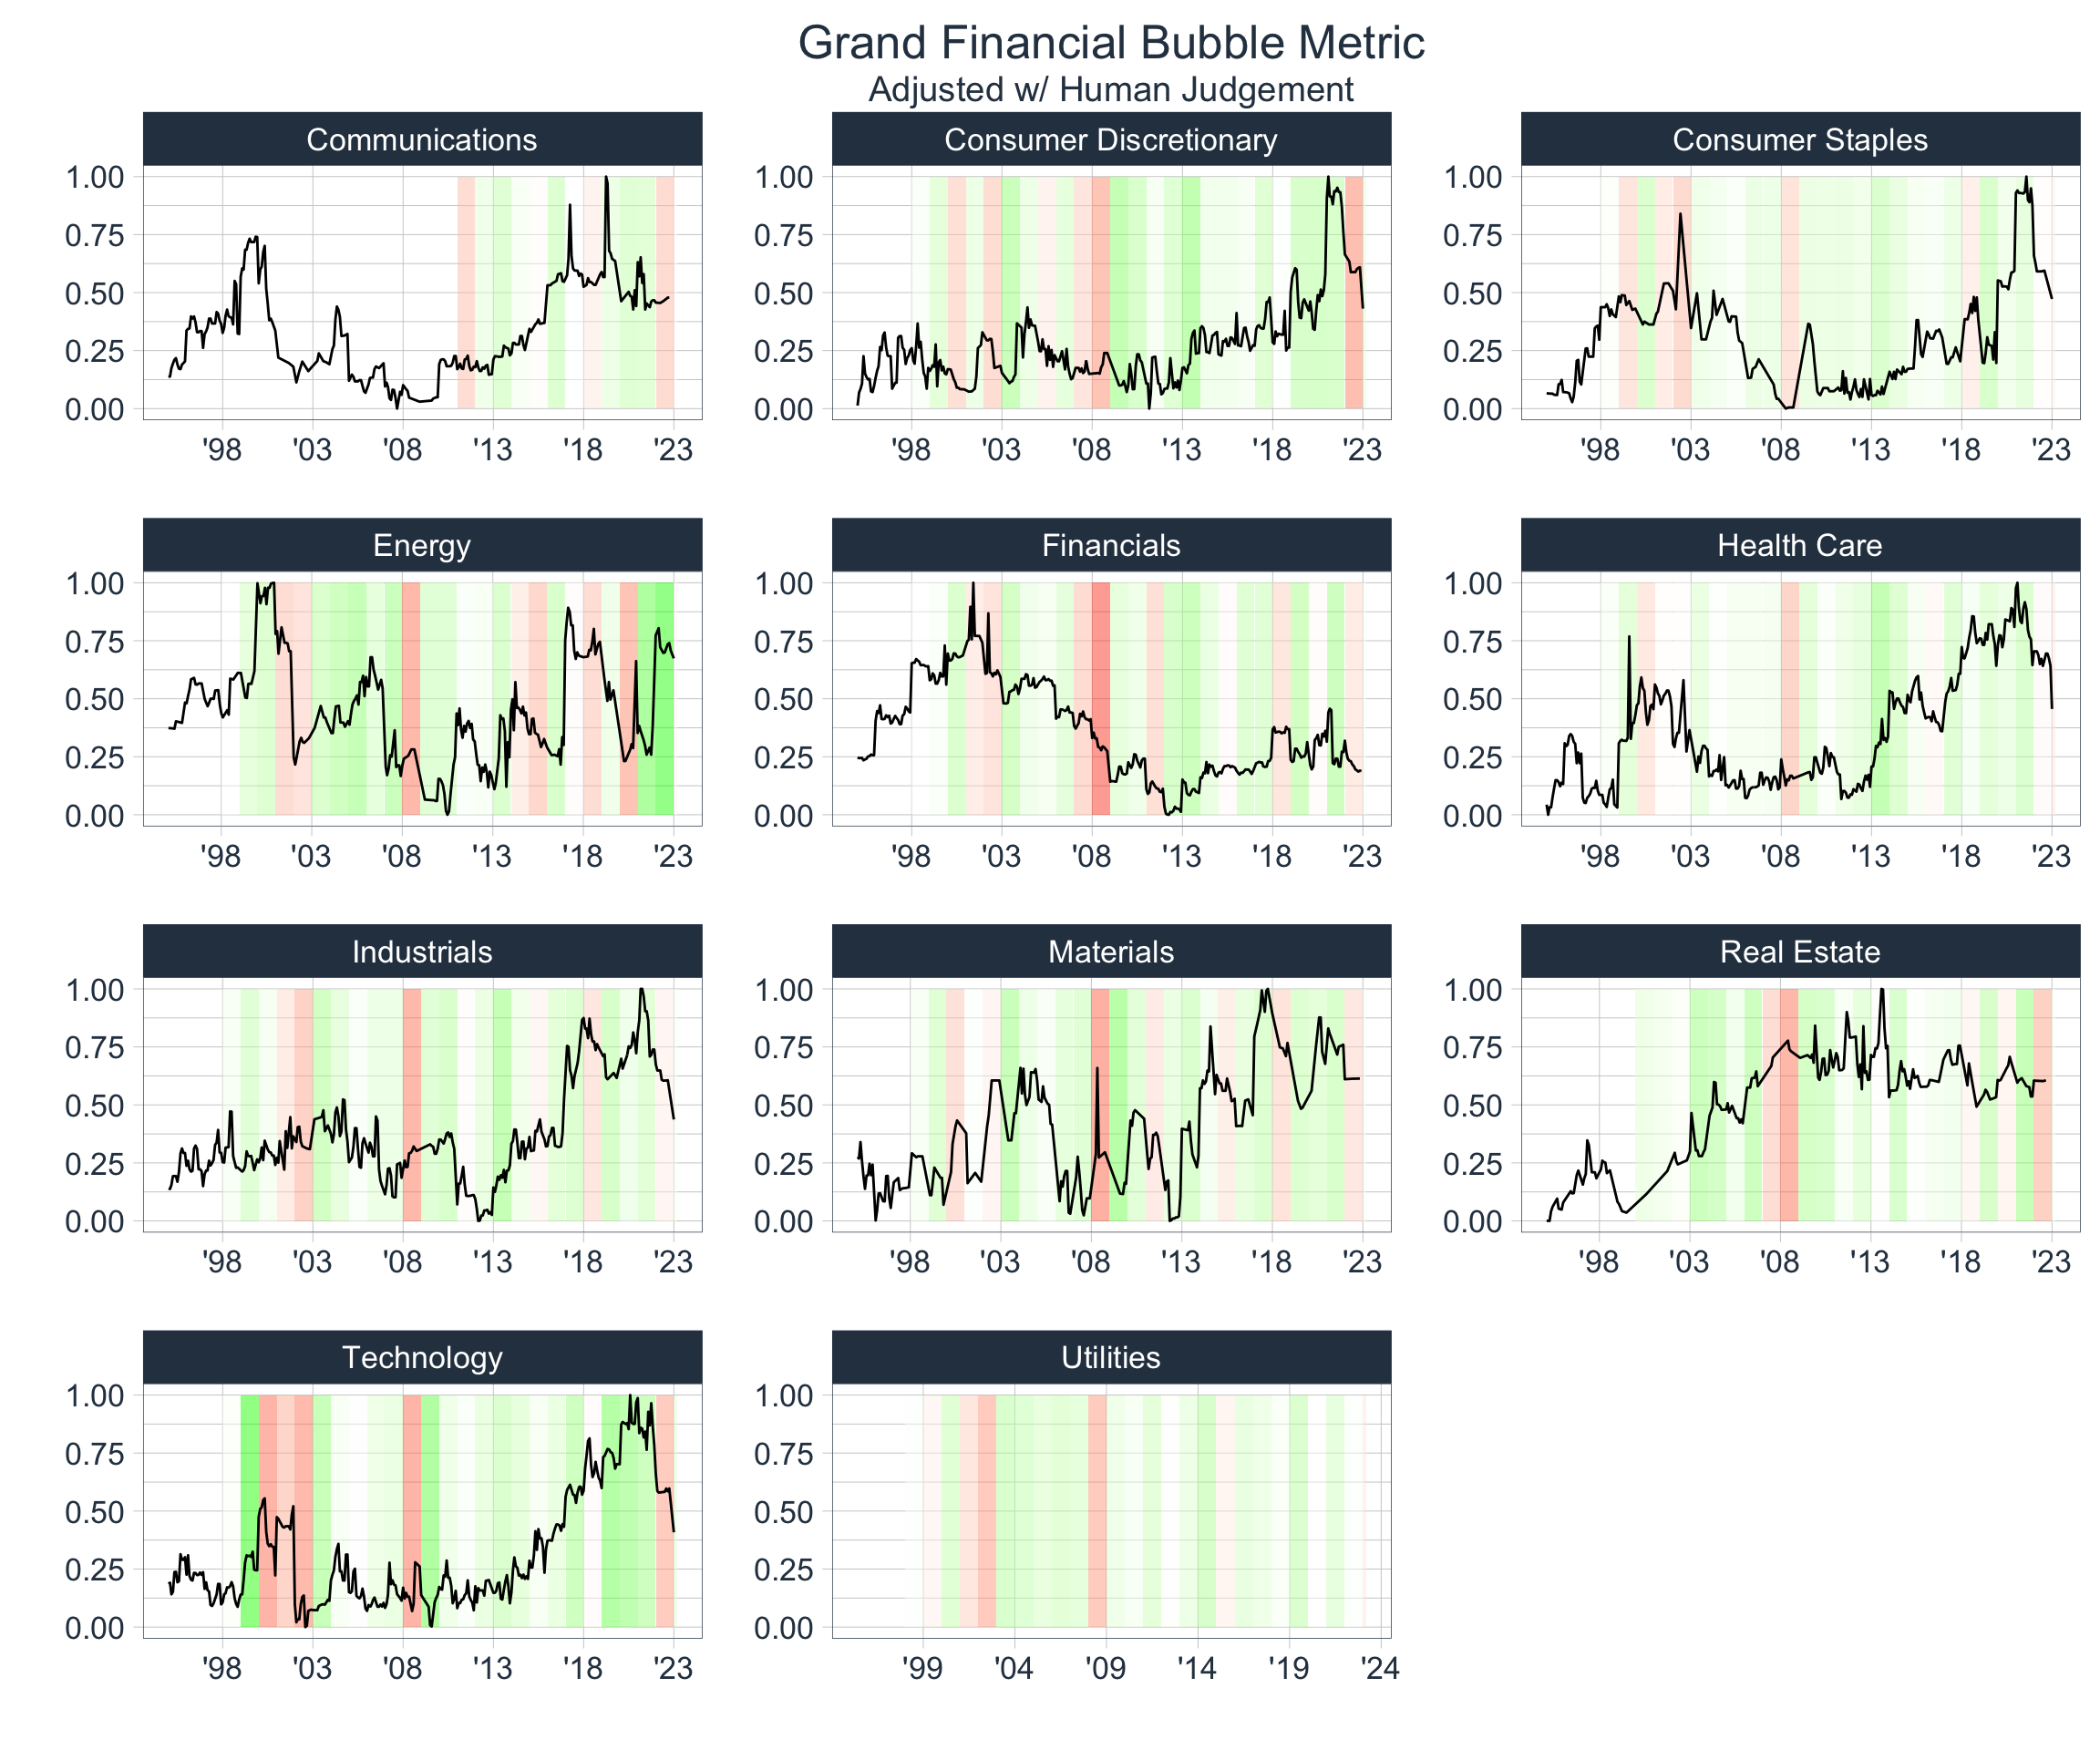 Grand Financial Bubble Metric
Adjusted w/ Human Judgement
Communications
1.00
0.75
0.50
0.25
0.00
'98 '03 '08 '13 '18 '23
Consumer Discretionary
1.00
0.75
0.50
0.25
0.00
'98 '03 '08 '13 '18 '23
Consumer Staples
1.00
0.75
0.50
0.25
0.00
'98 '03 '08 '13 '18 '23
Energy
1.00
0.75
0.50
0.25
0.00
'98 '03 '08 '13 '18 '23
Financials
1.00
0.75
0.50
0.25
0.00
'98 '03 '08 '13 '18 '23
Health Care
1.00
0.75
0.50
0.25
0.00
'98 '03 '08 '13 '18 '23
Industrials
1.00
0.75
0.50
0.25
0.00
'98 '03 '08 '13 '18 '23
Materials
1.00
0.75
0.50
0.25
0.00
'98 '03 '08 '13 '18 '23
Real Estate
1.00
0.75
0.50
0.25
0.00
'98 '03 '08 '13 '18 '23
Technology
1.00
0.75
0.50
0.25
0.00
'98 '03 '08 '13 '18 '23
Utilities
1.00
0.75
0.50
0.25
0.00
'99 '04 '09 '14 '19 '24